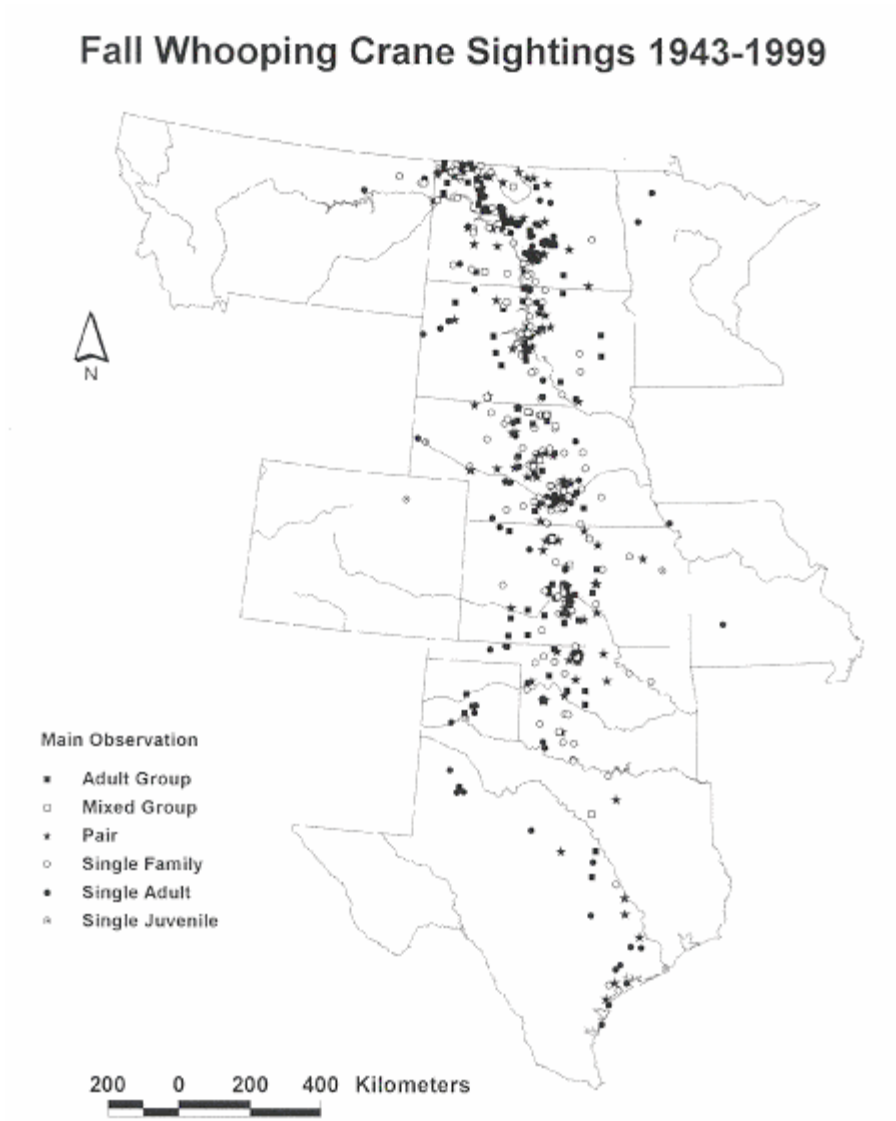 Fall Whooping Crane Sightings 1943-1999
N
Main Observation
Adult Group
Mixed Group
Pair
Single Family
Single Adult
Single Juvenile
200 0 200 400 Kilometers